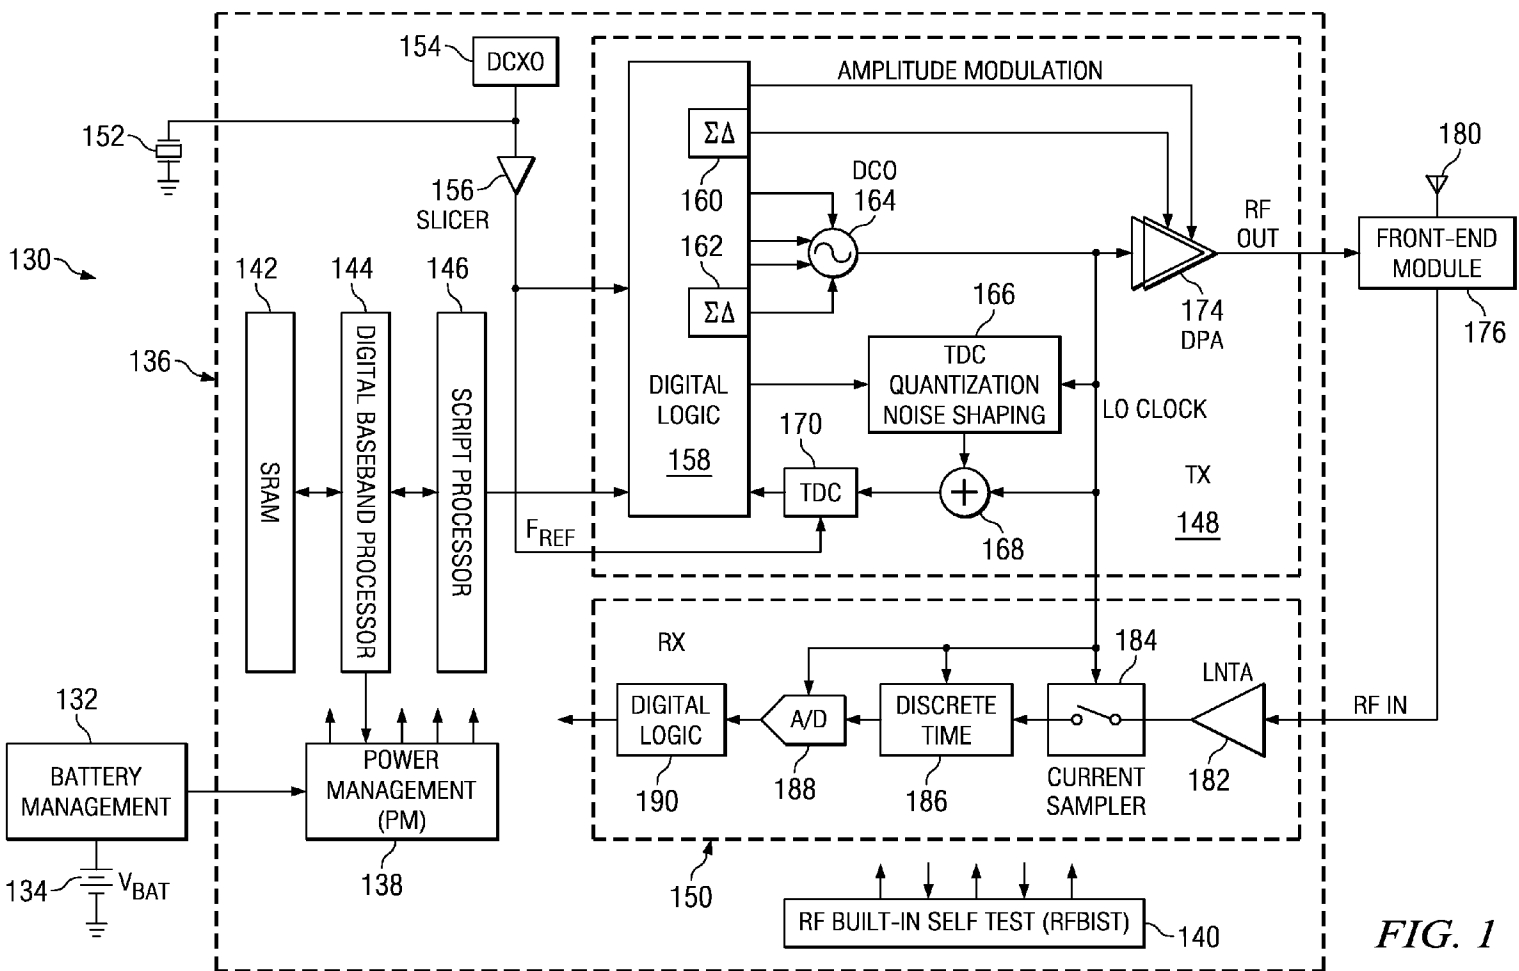 154
DCXO
152
156
SLICER
130
136
142
144
146
SRAM
DIGITAL BASEBAND PROCESSOR
SCRIPT PROCESSOR
AMPLITUDE MODULATION
ΣΔ
160
162
ΣΔ
DCO
164
DIGITAL
LOGIC
158
166
TDC
QUANTIZATION
NOISE SHAPING
170
TDC
168
F_REF
LO CLOCK
TX
148
174
DPA
RF
OUT
180
FRONT-END
MODULE
176
RX
DIGITAL
LOGIC
190
A/D
188
DISCRETE
TIME
186
184
CURRENT
SAMPLER
LNTA
182
RF IN
150
132
BATTERY
MANAGEMENT
134
V_BAT
POWER
MANAGEMENT
(PM)
138
RF BUILT-IN SELF TEST (RFBIST)
140
FIG. 1